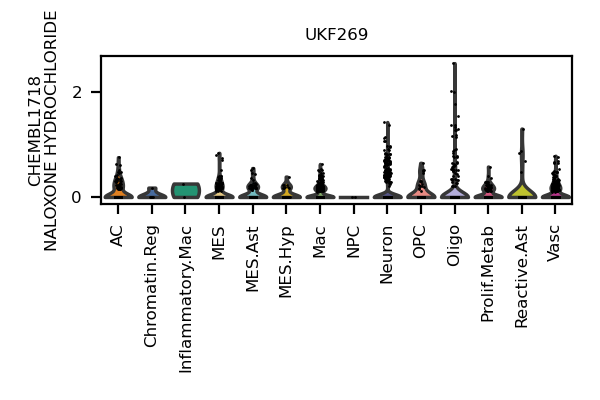 UKF269
CHEMBL1718
NALOXONE HYDROCHLORIDE
2
0
AC
Chromatin.Reg
Inflammatory.Mac
MES
MES.Ast
MES.Hyp
Mac
NPC
Neuron
OPC
Oligo
Prolif.Metab
Reactive.Ast
Vasc